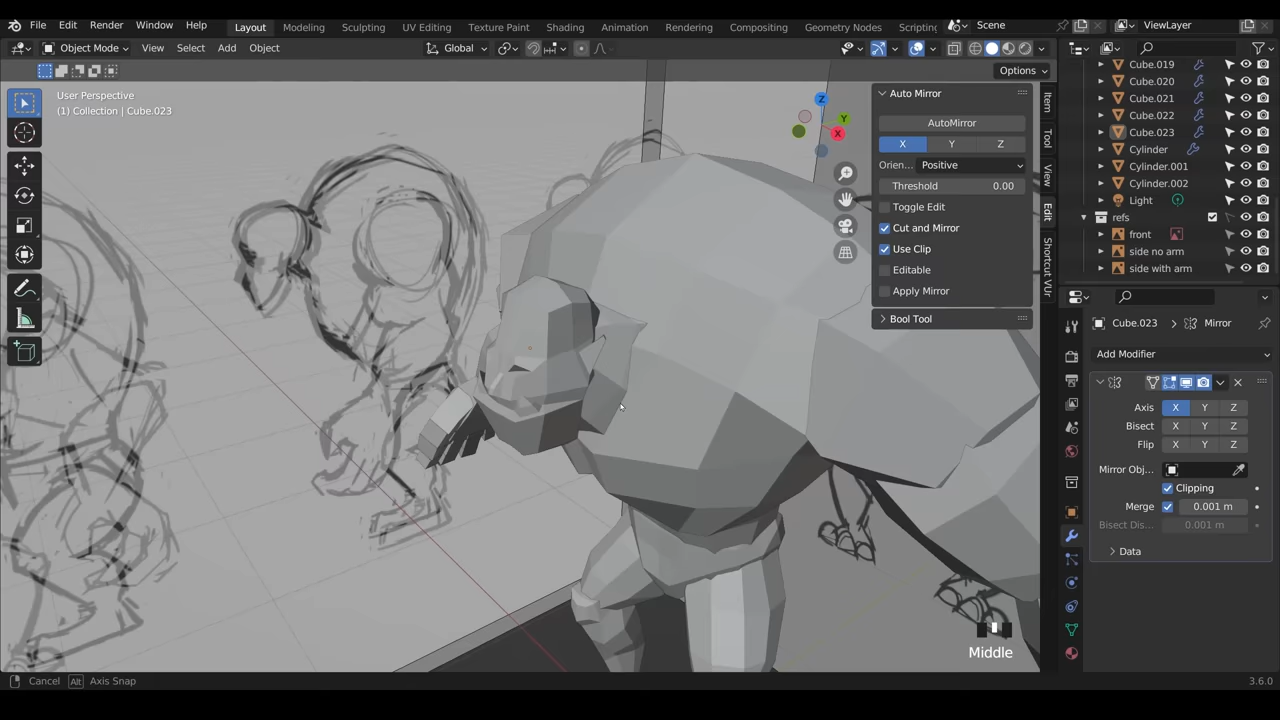 File Edit Render Window Help Layout Modeling Sculpting UV Editing Texture Paint Shading Animation Rendering Compositing Geometry Nodes Scripting Scene ViewLayer
Object Mode View Select Add Object Global
Options
User Perspective
(1) Collection | Cube.023
Z
Y
X
Auto Mirror
AutoMirror
X Y Z
Orien... Positive
Threshold 0.00
Toggle Edit
Cut and Mirror
Use Clip
Editable
Apply Mirror
Bool Tool
Item
Tool
View
Edit
Shortcut VUr
Cube.019
Cube.020
Cube.021
Cube.022
Cube.023
Cylinder
Cylinder.001
Cylinder.002
Light
refs
front
side no arm
side with arm
Cube.023 Mirror
Add Modifier
Axis X Y Z
Bisect X Y Z
Flip X Y Z
Mirror Obj...
Clipping
Merge 0.001 m
Bisect Dis... 0.001 m
Data
Middle
Cancel Alt Axis Snap 3.6.0